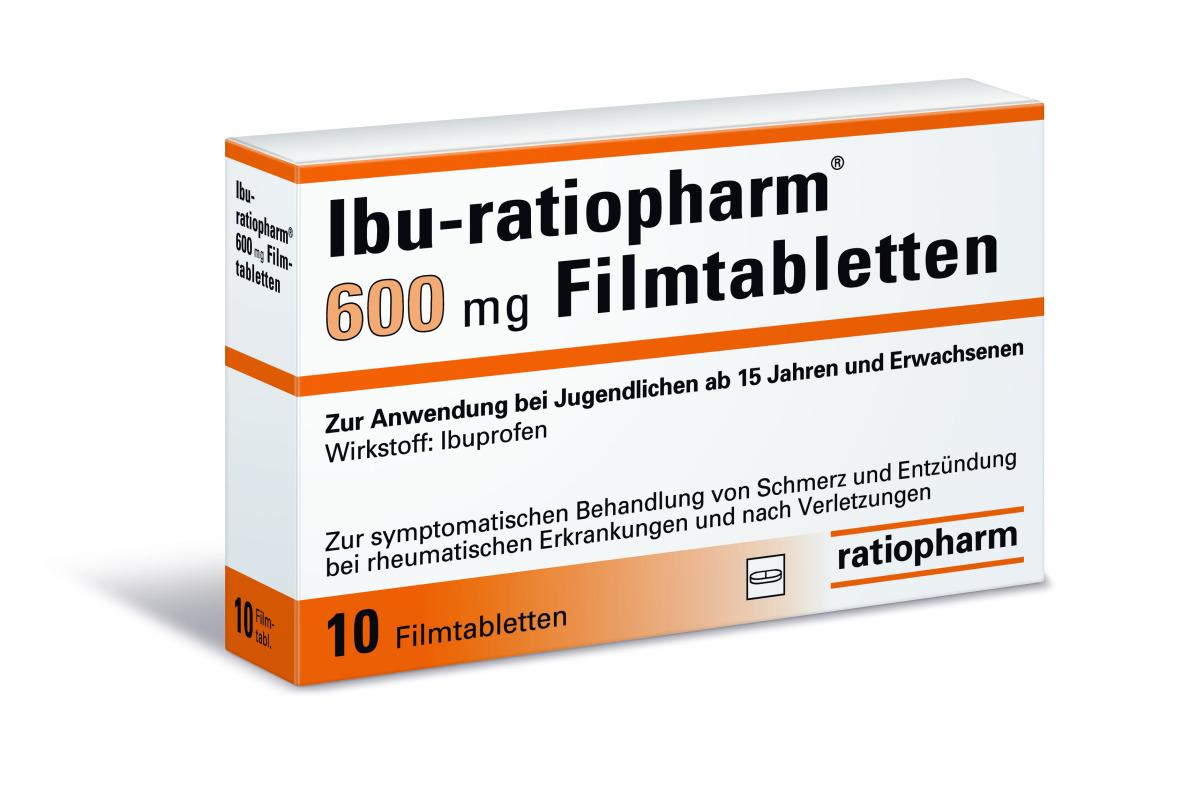 Ibu-
ratiopharm®
600 mg Film-
tabletten
10 Film-
tabl.
Ibu-ratiopharm®
600 mg Filmtabletten
Zur Anwendung bei Jugendlichen ab 15 Jahren und Erwachsenen
Wirkstoff: Ibuprofen
Zur symptomatischen Behandlung von Schmerz und Entzündung
bei rheumatischen Erkrankungen und nach Verletzungen
ratiopharm
10 Filmtabletten